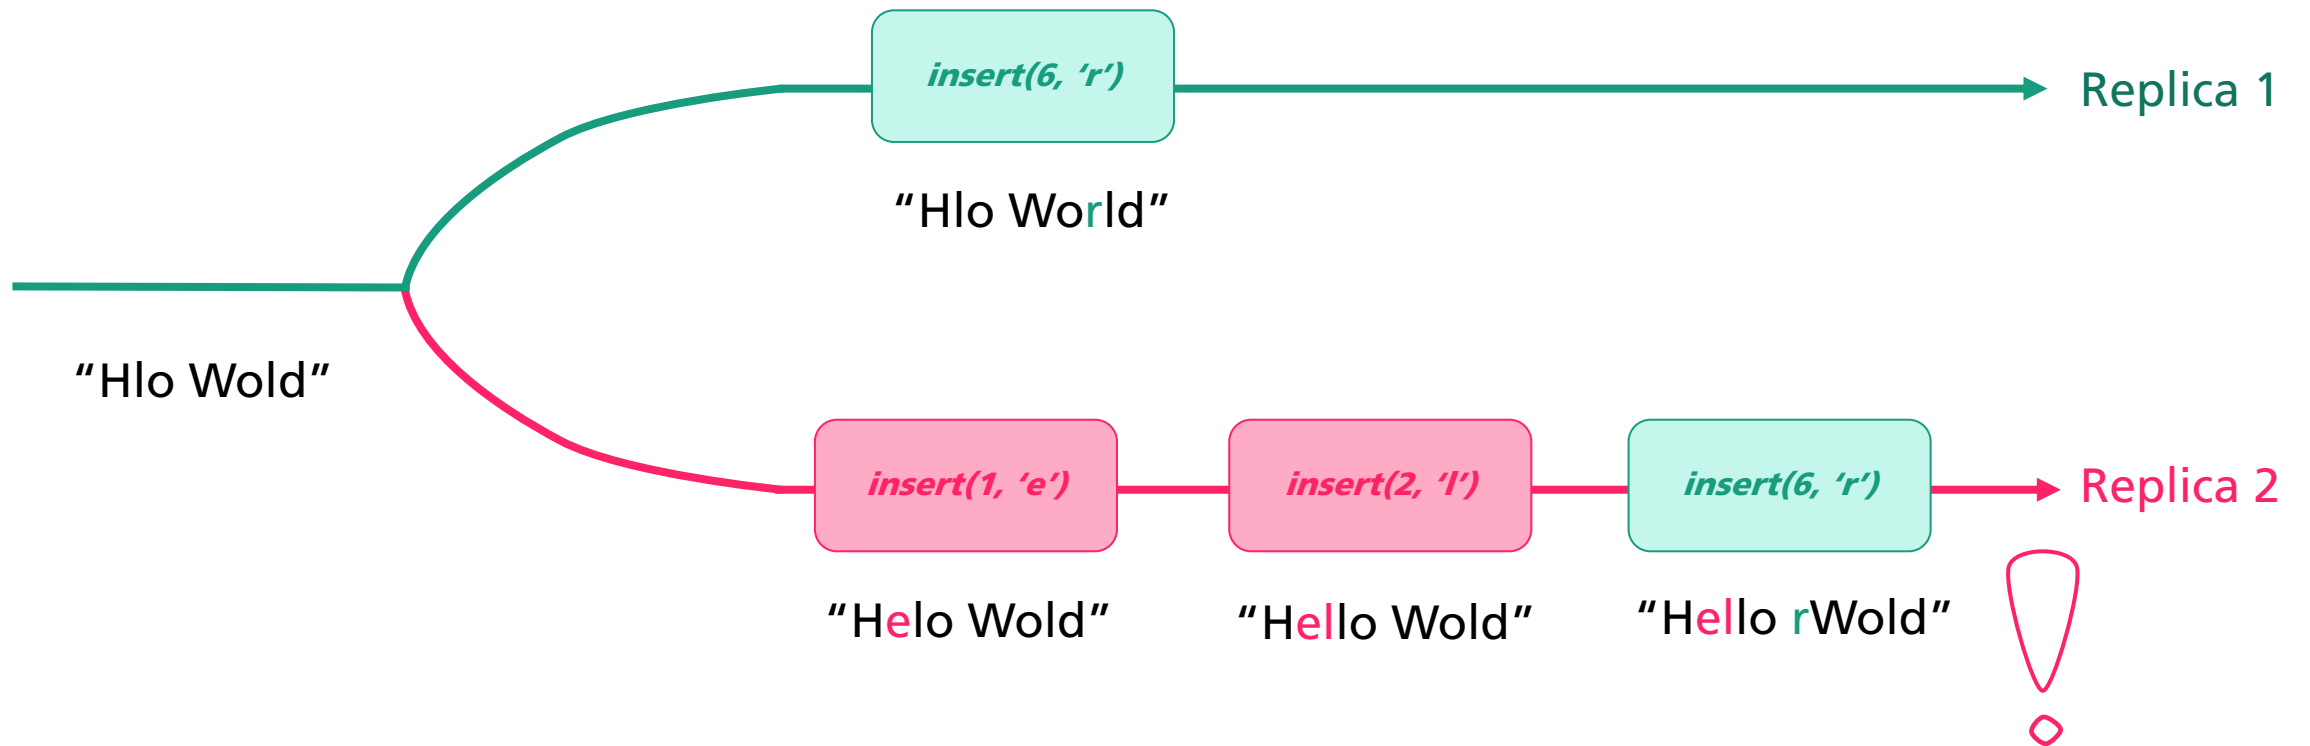 insert(6, ‘r’)
Replica 1
“Hlo World”
“Hlo Wold”
insert(1, ‘e’)
insert(2, ‘l’)
insert(6, ‘r’)
Replica 2
“Helo Wold”
“Hello Wold”
“Hello rWold”
!